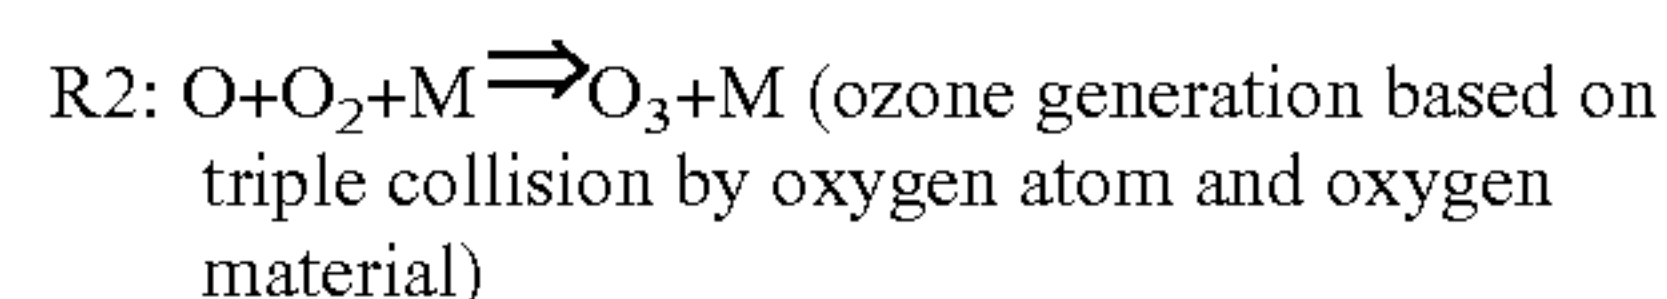 R2: O+O₂+M⇒O₃+M (ozone generation based on
triple collision by oxygen atom and oxygen
material)